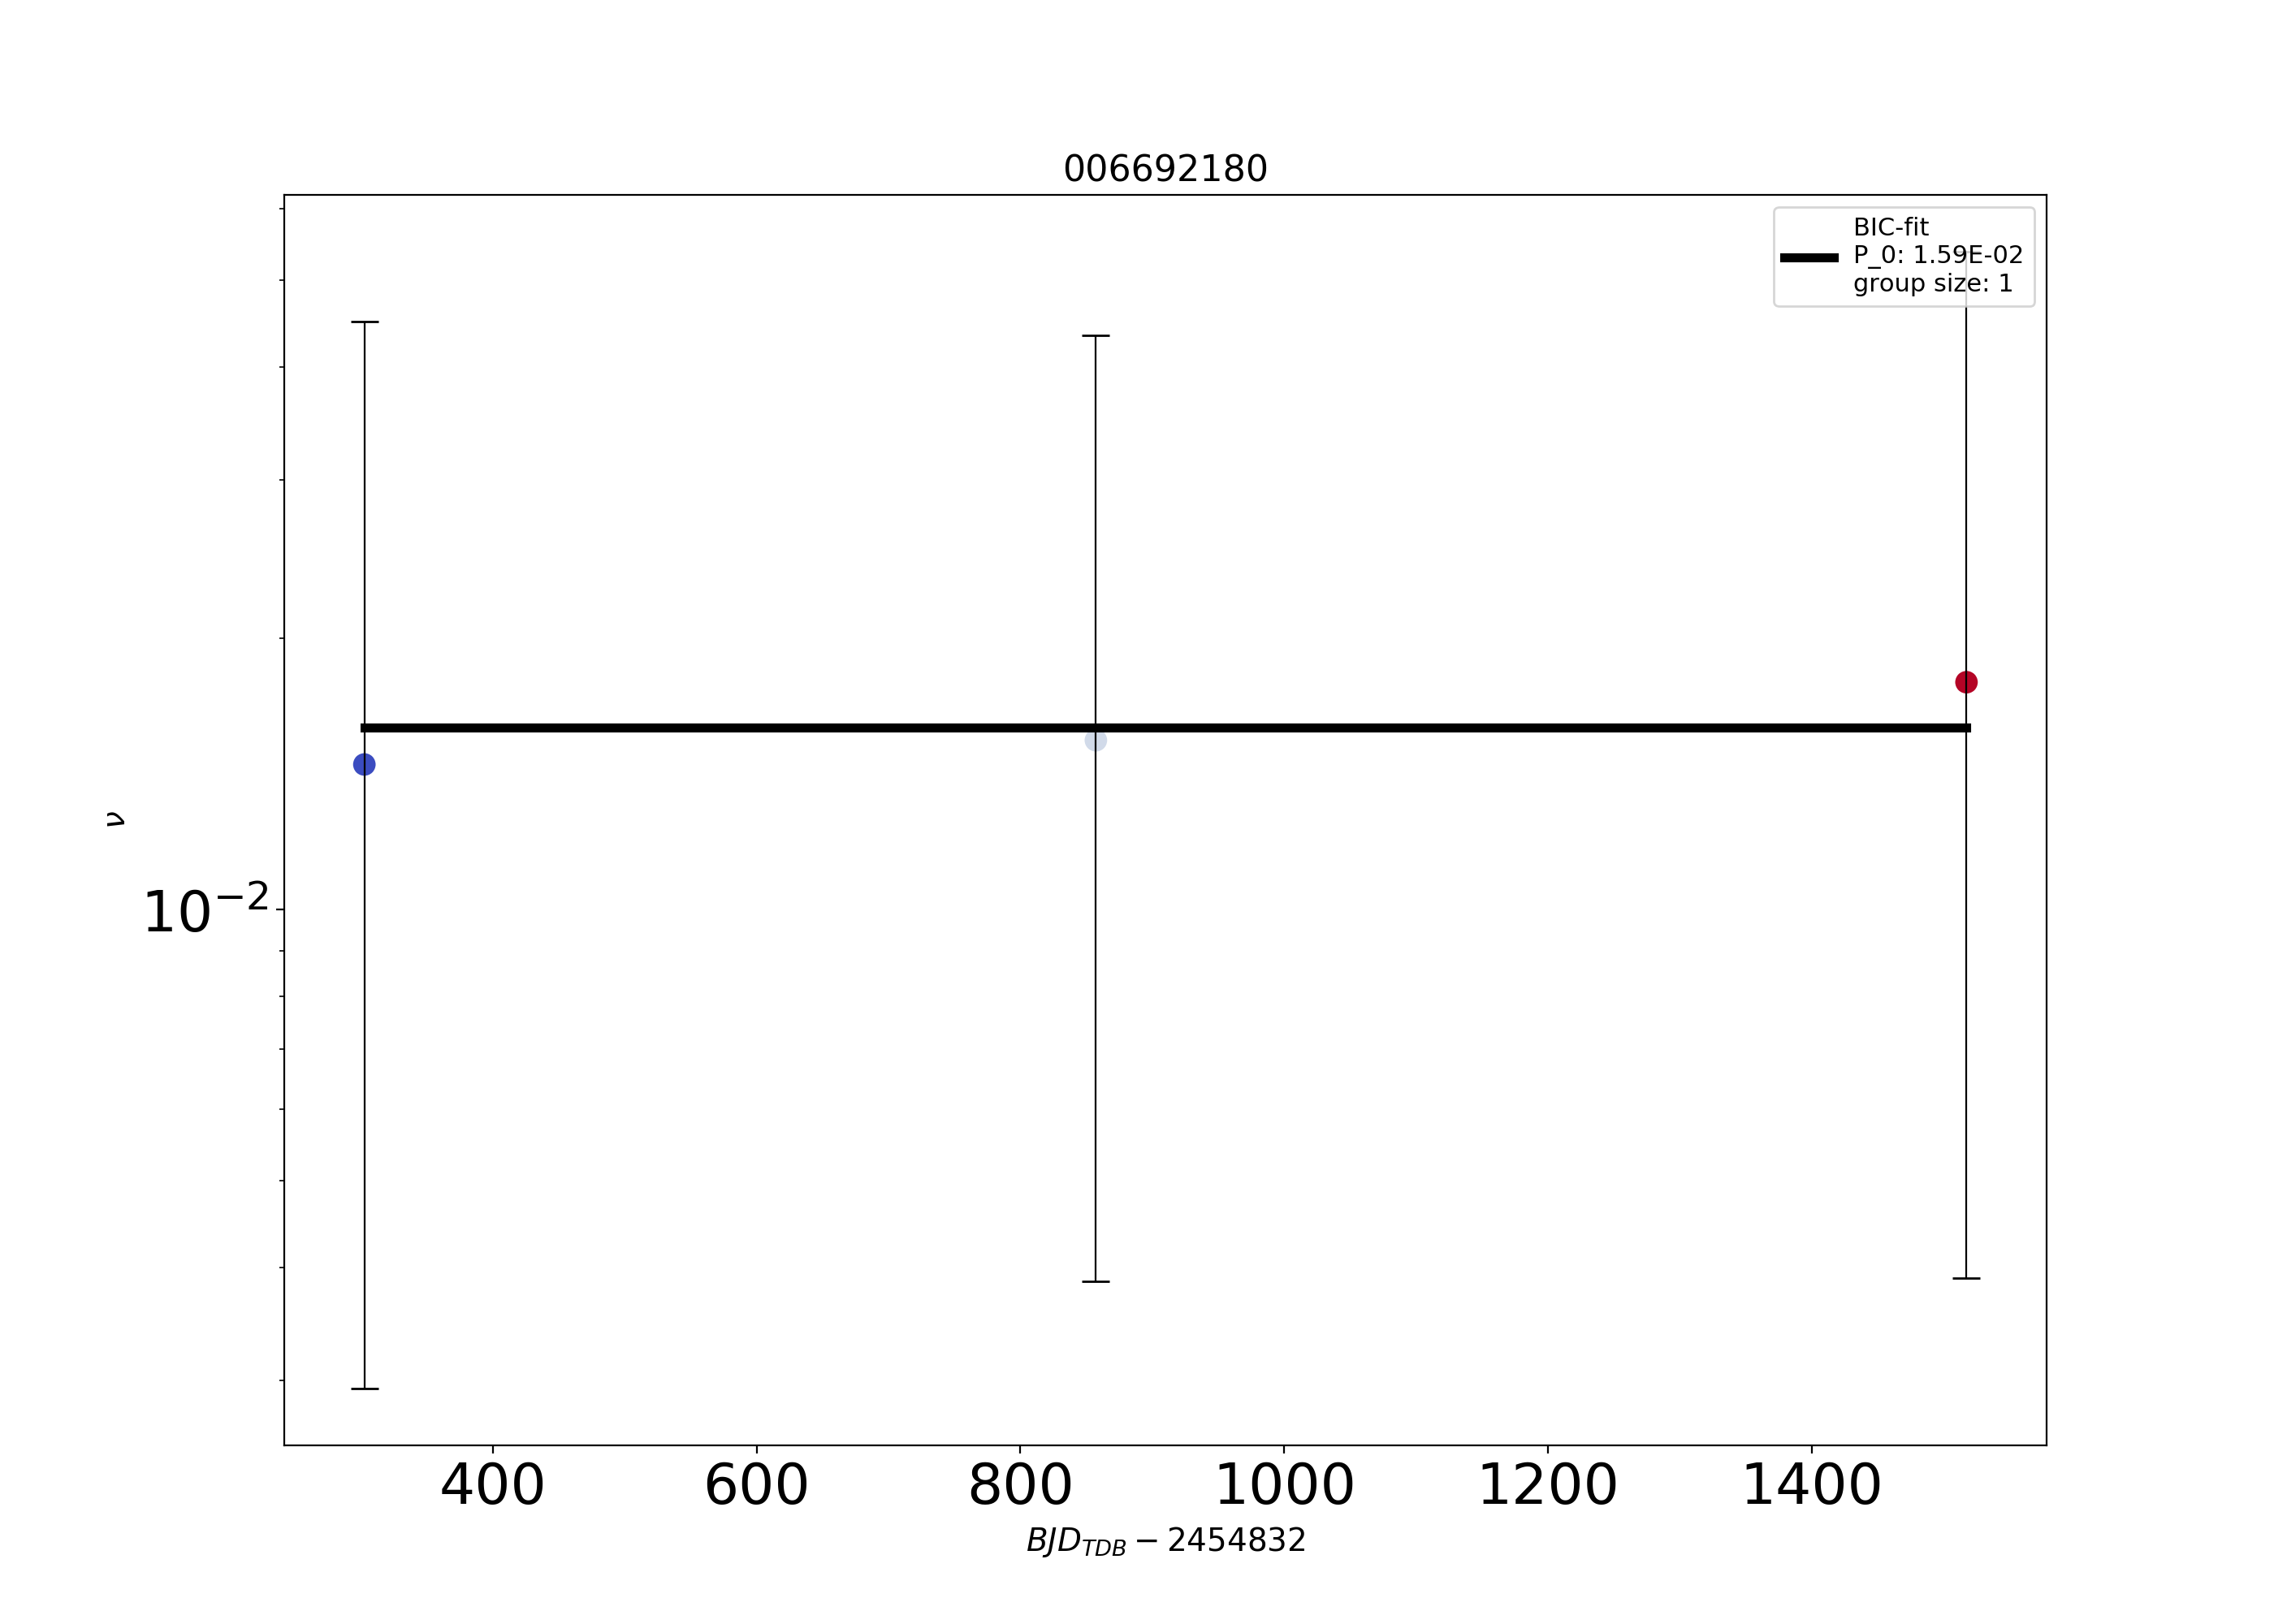 006692180
BIC-fit
P_0: 1.59E-02
group size: 1
ν
10⁻²
400 600 800 1000 1200 1400
BJD_TDB − 2454832